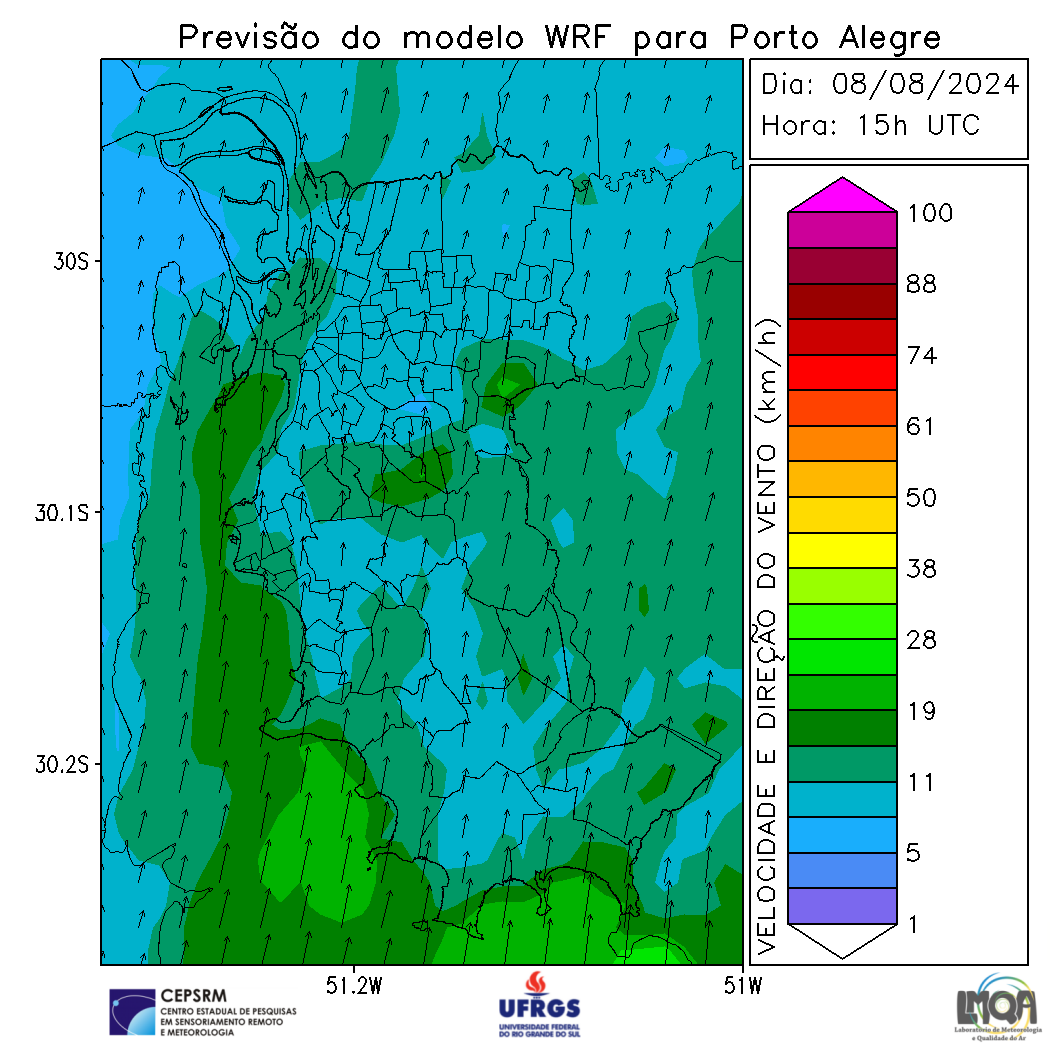 Previsão do modelo WRF para Porto Alegre
Dia: 08/08/2024
Hora: 15h UTC
30S
30.1S
30.2S
51.2W
51W
VELOCIDADE E DIREÇÃO DO VENTO (km/h)
100
88
74
61
50
38
28
19
11
5
1
CEPSRM
CENTRO ESTADUAL DE PESQUISAS
EM SENSORIAMENTO REMOTO
E METEOROLOGIA
UFRGS
UNIVERSIDADE FEDERAL
DO RIO GRANDE DO SUL
LMQA
Laboratório de Meteorologia
e Qualidade do Ar